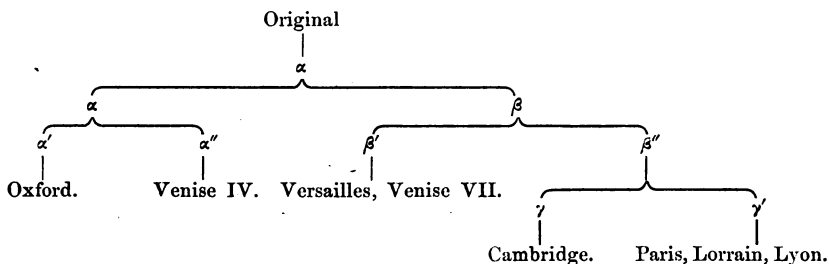 Original
α
α β
α′ α″ β′ β″
Oxford. Venise IV. Versailles, Venise VII.
γ γ′
Cambridge. Paris, Lorrain, Lyon.